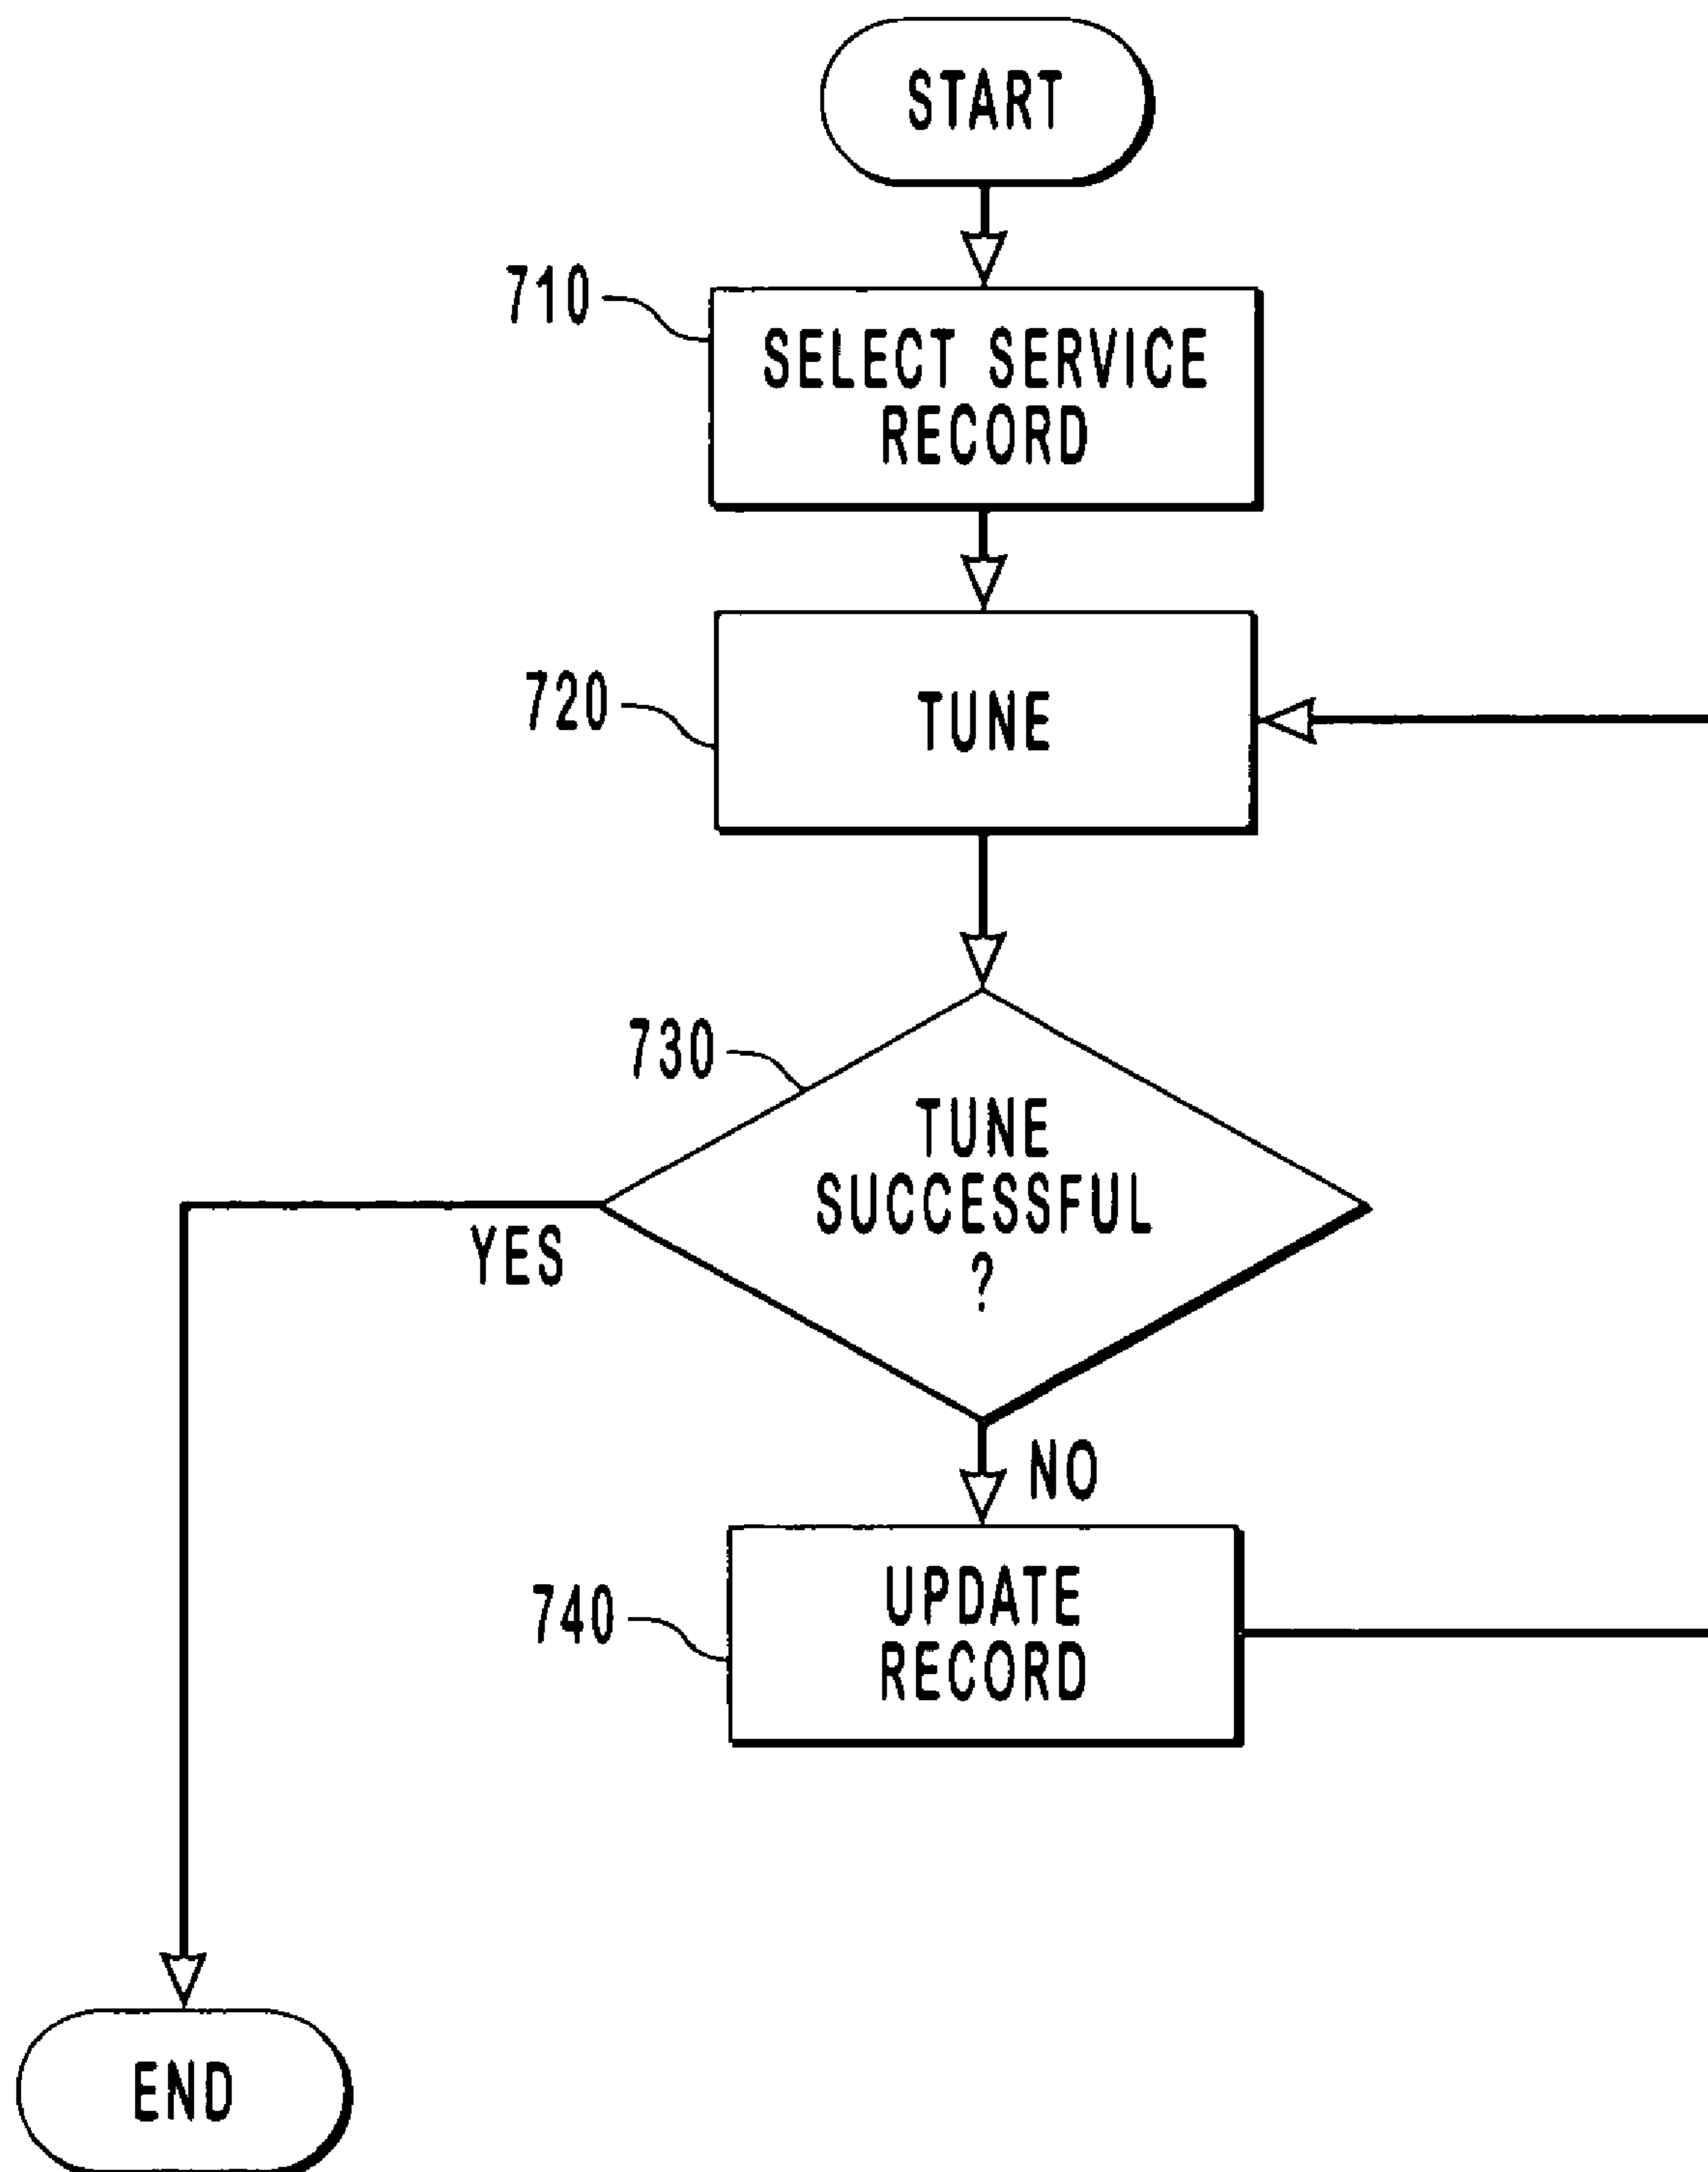 START
710
SELECT SERVICE
RECORD
720
TUNE
730
TUNE
SUCCESSFUL
?
YES
NO
740
UPDATE
RECORD
END